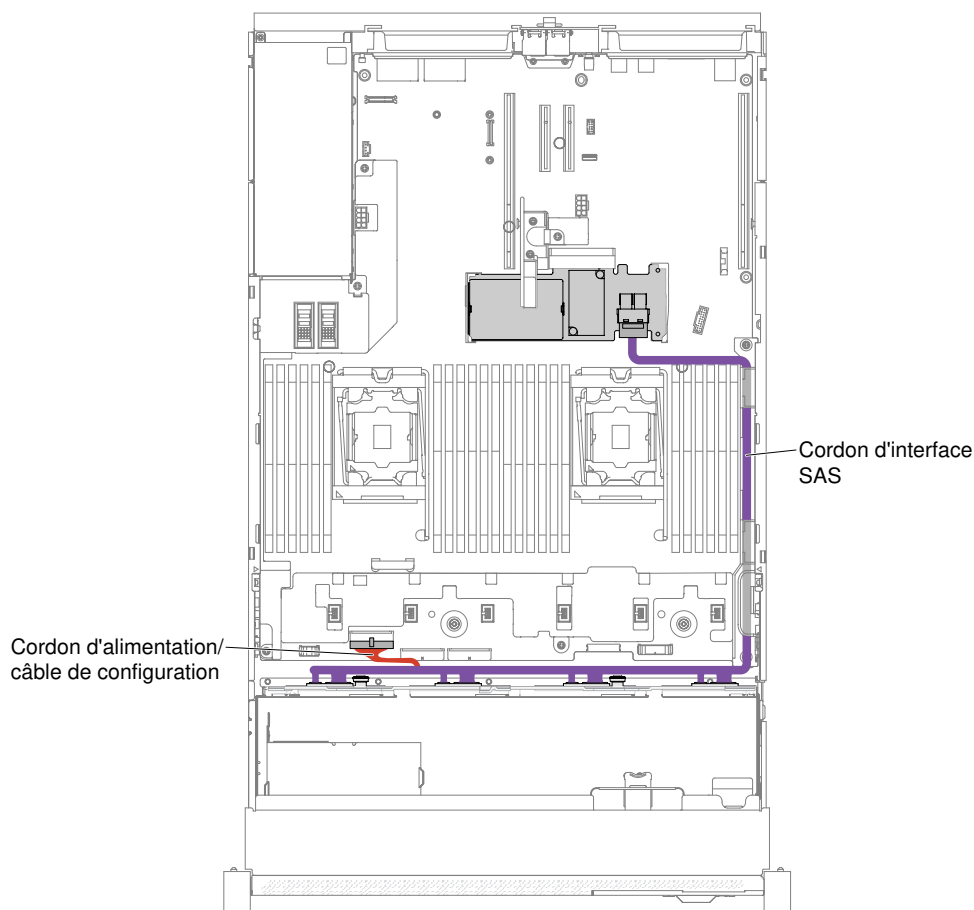 Cordon d'interface
SAS
Cordon d'alimentation/
câble de configuration